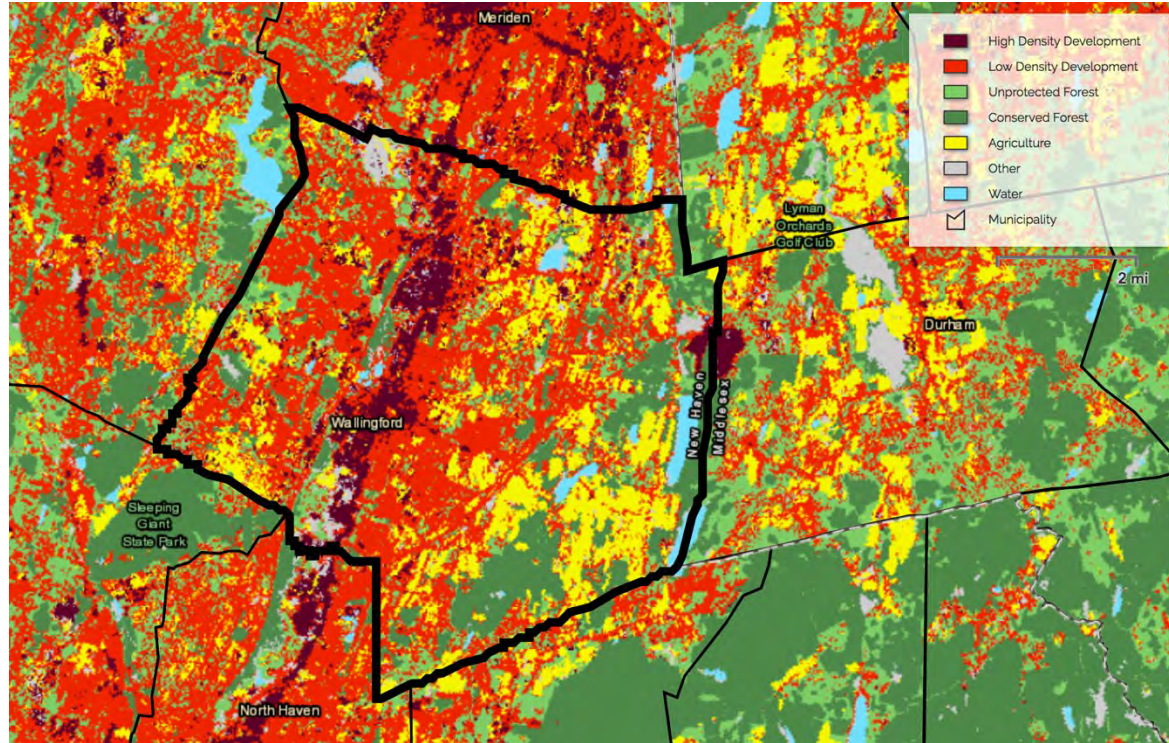 Meriden
High Density Development
Low Density Development
Unprotected Forest
Conserved Forest
Agriculture
Other
Water
Municipality
2 mi
Lyman
Orchards
Golf Club
Durham
New Haven
Middlesex
Wallingford
Sleeping
Giant
State Park
North Haven